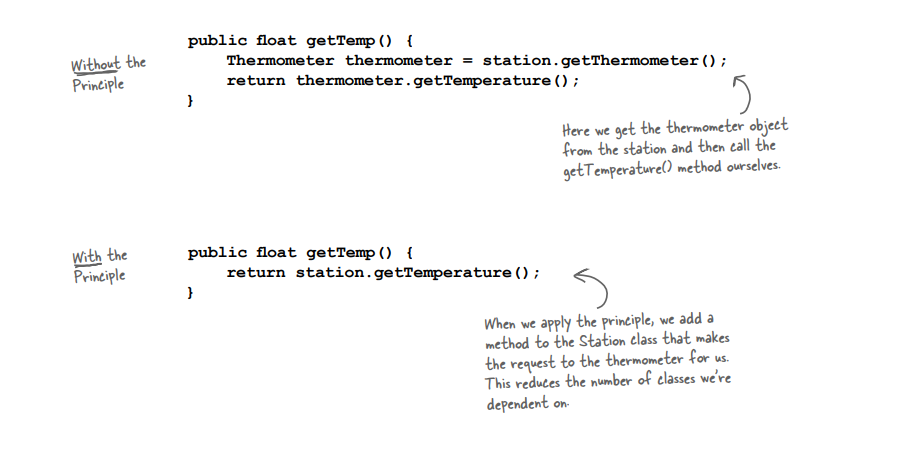 Without the
Principle
public float getTemp() {
Thermometer thermometer = station.getThermometer();
return thermometer.getTemperature();
}
Here we get the thermometer object
from the station and then call the
getTemperature() method ourselves.
With the
Principle
public float getTemp() {
return station.getTemperature();
}
When we apply the principle, we add a
method to the Station class that makes
the request to the thermometer for us.
This reduces the number of classes we're
dependent on.